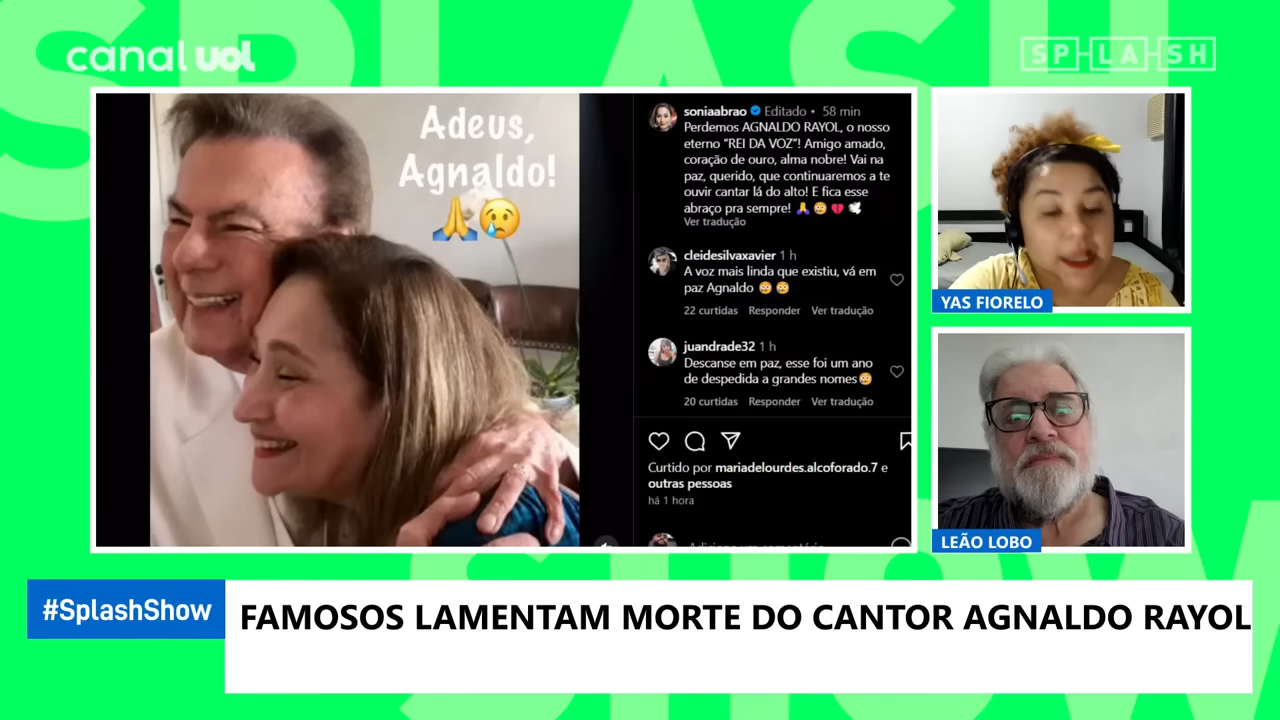 canal uol
SPLASH
Adeus,
Agnaldo!
soniaabrao Editado • 58 min
Perdemos AGNALDO RAYOL, o nosso
eterno "REI DA VOZ"! Amigo amado,
coração de ouro, alma nobre! Vai na
paz, querido, que continuaremos a te
ouvir cantar lá do alto! E fica esse
abraço pra sempre!
Ver tradução
cleidesilvaxavier 1 h
A voz mais linda que existiu, vá em
paz Agnaldo
22 curtidas Responder Ver tradução
juandrade32 1 h
Descanse em paz, esse foi um ano
de despedida a grandes nomes
20 curtidas Responder Ver tradução
Curtido por mariadelourdes.alcoforado.7 e
outras pessoas
há 1 hora
YAS FIORELO
LEÃO LOBO
#SplashShow
FAMOSOS LAMENTAM MORTE DO CANTOR AGNALDO RAYOL